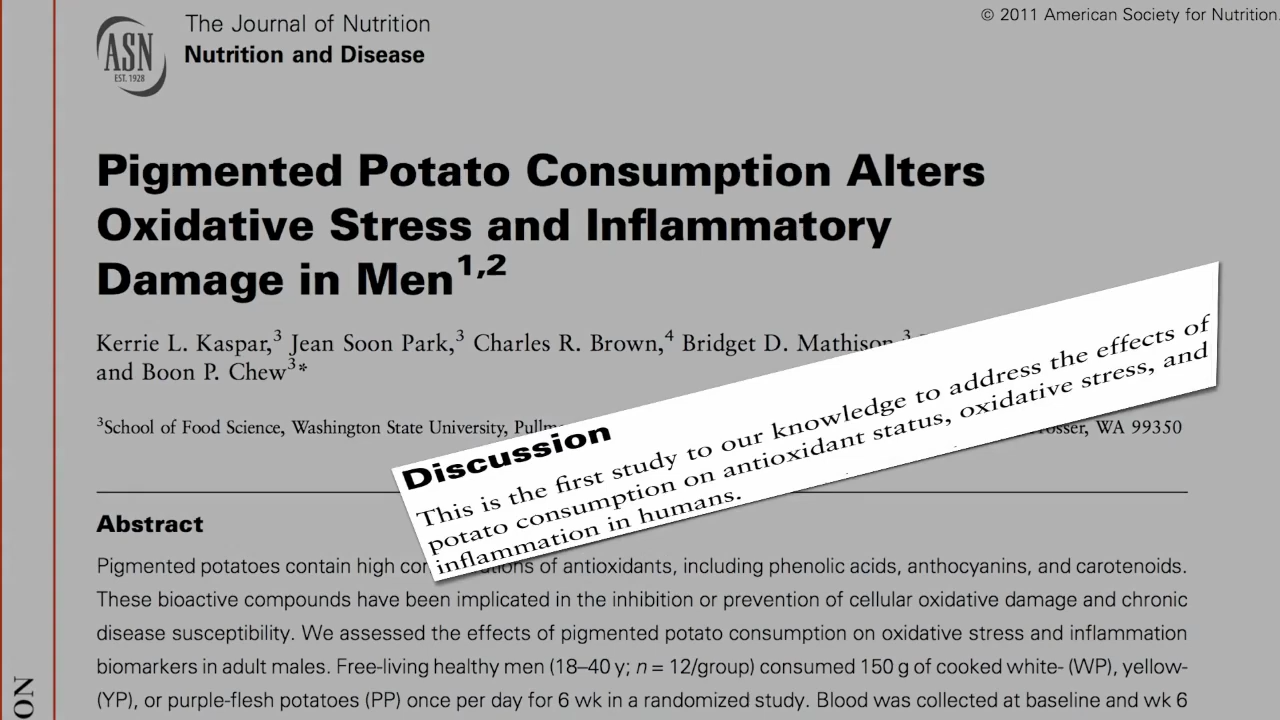 The Journal of Nutrition
Nutrition and Disease
© 2011 American Society for Nutrition.
ASN
EST. 1928
Pigmented Potato Consumption Alters
Oxidative Stress and Inflammatory
Damage in Men1,2
Kerrie L. Kaspar,3 Jean Soon Park,3 Charles R. Brown,4 Bridget D. Mathison,3
and Boon P. Chew3*
3School of Food Science, Washington State University, WA 99350
Discussion
This is the first study to our knowledge to address the effects of
potato consumption on antioxidant status, oxidative stress, and
inflammation in humans.
Abstract
Pigmented potatoes contain high of antioxidants, including phenolic acids, anthocyanins, and carotenoids.
These bioactive compounds have been implicated in the inhibition or prevention of cellular oxidative damage and chronic
disease susceptibility. We assessed the effects of pigmented potato consumption on oxidative stress and inflammation
biomarkers in adult males. Free-living healthy men (18–40 y; n = 12/group) consumed 150 g of cooked white- (WP), yellow-
(YP), or purple-flesh potatoes (PP) once per day for 6 wk in a randomized study. Blood was collected at baseline and wk 6
ON